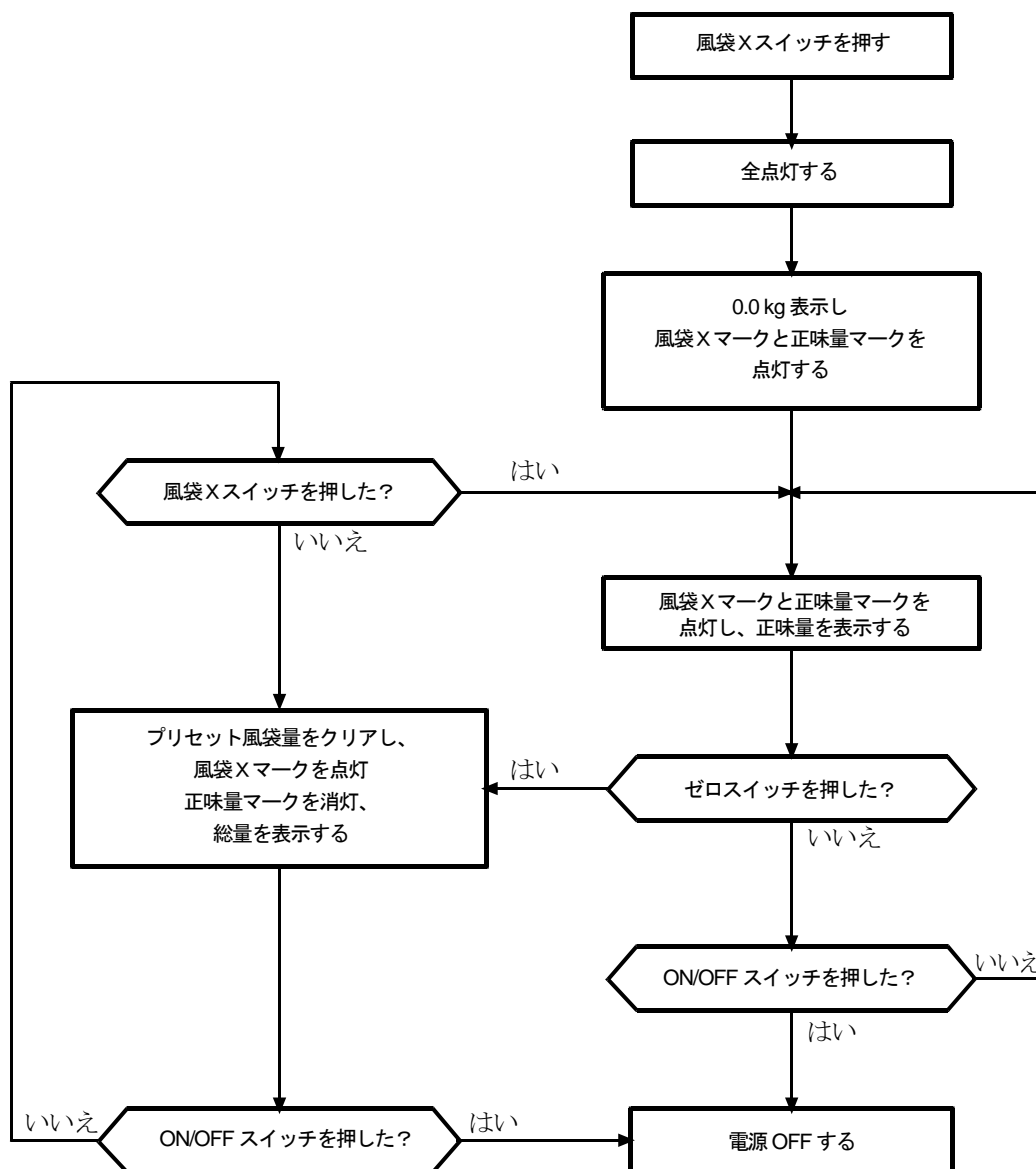 風袋Xスイッチを押す
全点灯する
0.0 kg 表示し
風袋Xマークと正味量マークを
点灯する
風袋Xスイッチを押した？
はい
いいえ
風袋Xマークと正味量マークを
点灯し、正味量を表示する
プリセット風袋量をクリアし、
風袋Xマークを点灯
正味量マークを消灯、
総量を表示する
はい
ゼロスイッチを押した？
いいえ
ON/OFF スイッチを押した？
いいえ
はい
いいえ
ON/OFF スイッチを押した？
はい
電源 OFF する